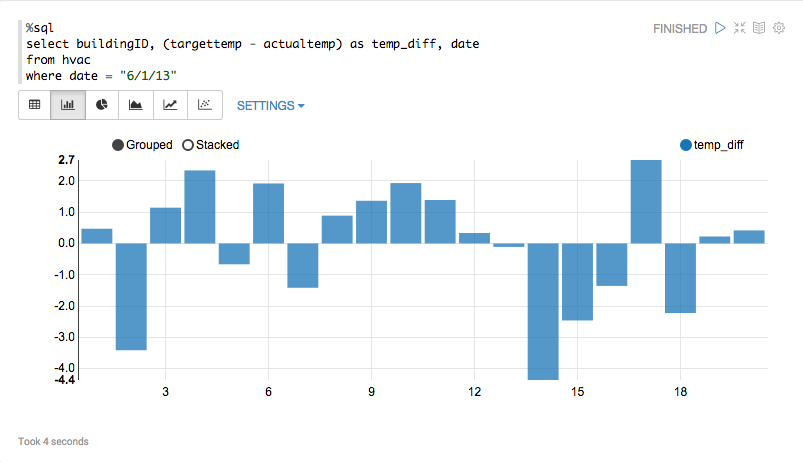 %sql
select buildingID, (targettemp - actualtemp) as temp_diff, date
from hvac
where date = "6/1/13"
FINISHED
SETTINGS
Grouped Stacked temp_diff
2.7
2.0
1.0
0.0
-1.0
-2.0
-3.0
-4.0
-4.4
3 6 9 12 15 18
Took 4 seconds